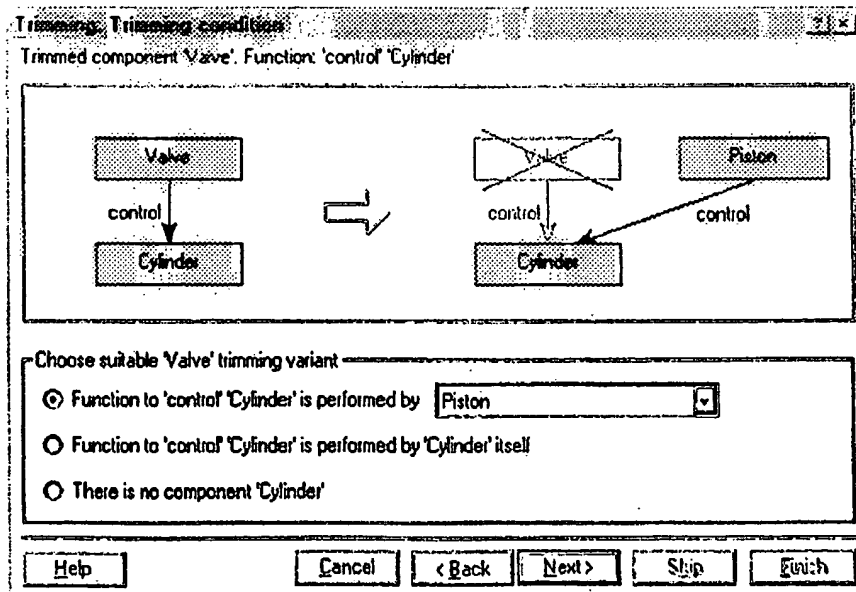 Trimming. Trimming condition
Trimmed component 'Valve'. Function: 'control' 'Cylinder'
Valve
control
Cylinder
Valve
control
Cylinder
Piston
control
Choose suitable 'Valve' trimming variant
Function to 'control' 'Cylinder' is performed by Piston
Function to 'control' 'Cylinder' is performed by 'Cylinder' itself
There is no component 'Cylinder'
Help Cancel < Back Next > Skip Finish